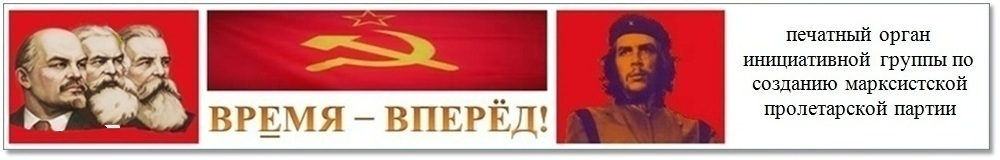 ВРЕМЯ – ВПЕРЁД!
печатный орган
инициативной группы по
созданию марксистской
пролетарской партии